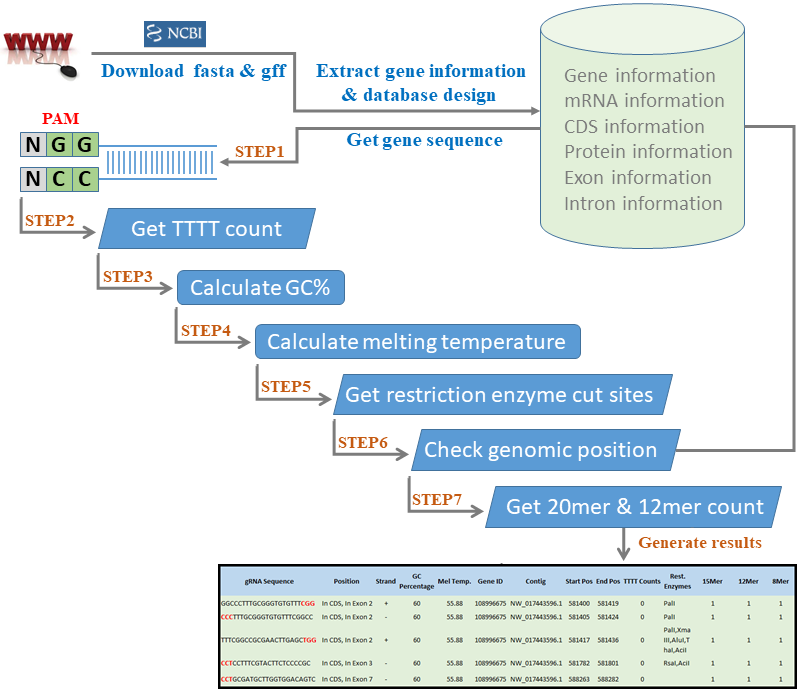 WWW
NCBI
Download fasta & gff
Extract gene information
& database design
Get gene sequence
Gene information
mRNA information
CDS information
Protein information
Exon information
Intron information
PAM
N G G
N C C
STEP1
STEP2
Get TTTT count
STEP3
Calculate GC%
STEP4
Calculate melting temperature
STEP5
Get restriction enzyme cut sites
STEP6
Check genomic position
STEP7
Get 20mer & 12mer count
Generate results
gRNA Sequence Position Strand GC Percentage Mel Temp. Gene ID Contig Start Pos End Pos TTTT Counts Rest. Enzymes 15Mer 12Mer 8Mer
GGCCCTTTGCGGGTGTGTTTCGG In CDS, In Exon 2 + 60 55.88 108996675 NW_017443596.1 581400 581419 0 PalI 1 1 1
CCCTTTGCGGGTGTGTTTCGGCC In CDS, In Exon 2 - 60 55.88 108996675 NW_017443596.1 581405 581424 0 PalI 1 1 1
TTTCGGCCGCGAACTTGAGCTGG In CDS, In Exon 2 + 60 55.88 108996675 NW_017443596.1 581417 581436 0 PalI,Xma III,AluI,T haI,AciI 1 1 1
CCTCCTTTCGTACTTCTCCCCGC In CDS, In Exon 3 - 60 55.88 108996675 NW_017443596.1 581782 581801 0 RsaI,AciI 1 1 1
CCTGCGATGCTTGGTGGACAGTC In CDS, In Exon 7 - 60 55.88 108996675 NW_017443596.1 588263 588282 0 1 1 1